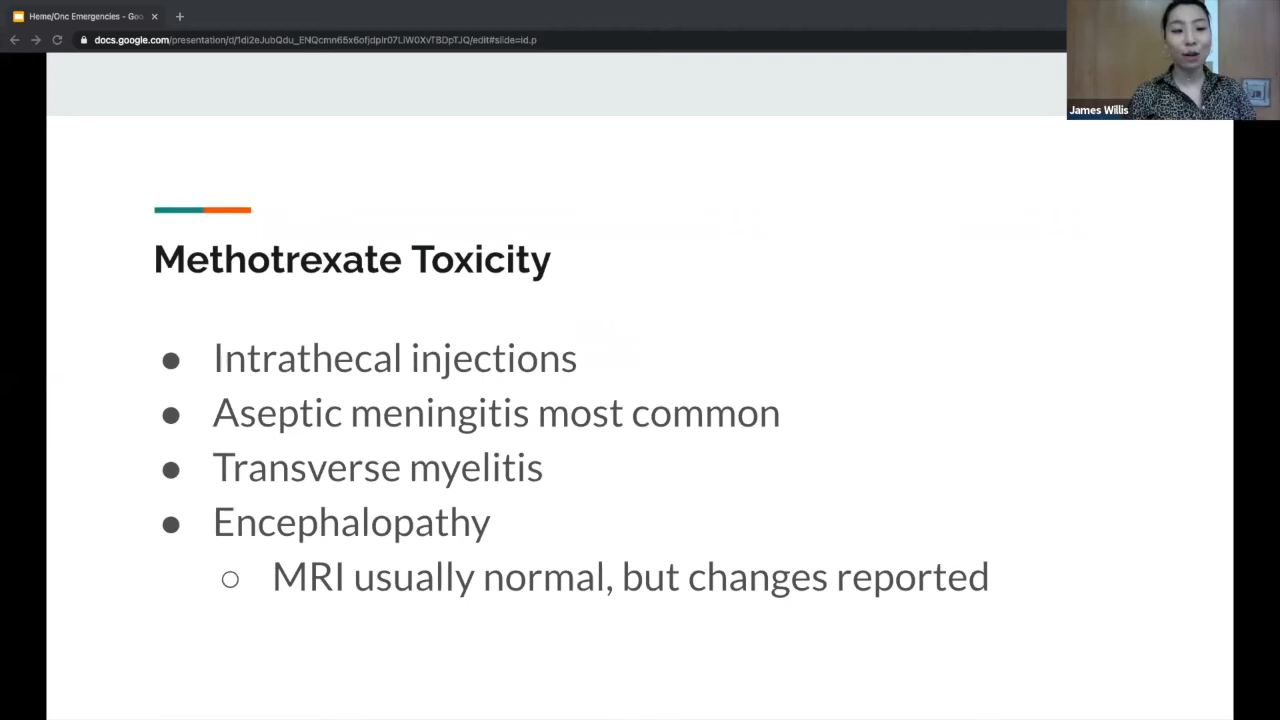 Heme/Onc Emergencies - Goo
docs.google.com/presentation/d/1di2eJubQdu_ENQcmn65x6ofjdpIr07LIW0XvTBDpTJQ/edit#slide=id.p
James Willis
Methotrexate Toxicity
● Intrathecal injections
● Aseptic meningitis most common
● Transverse myelitis
● Encephalopathy
○ MRI usually normal, but changes reported